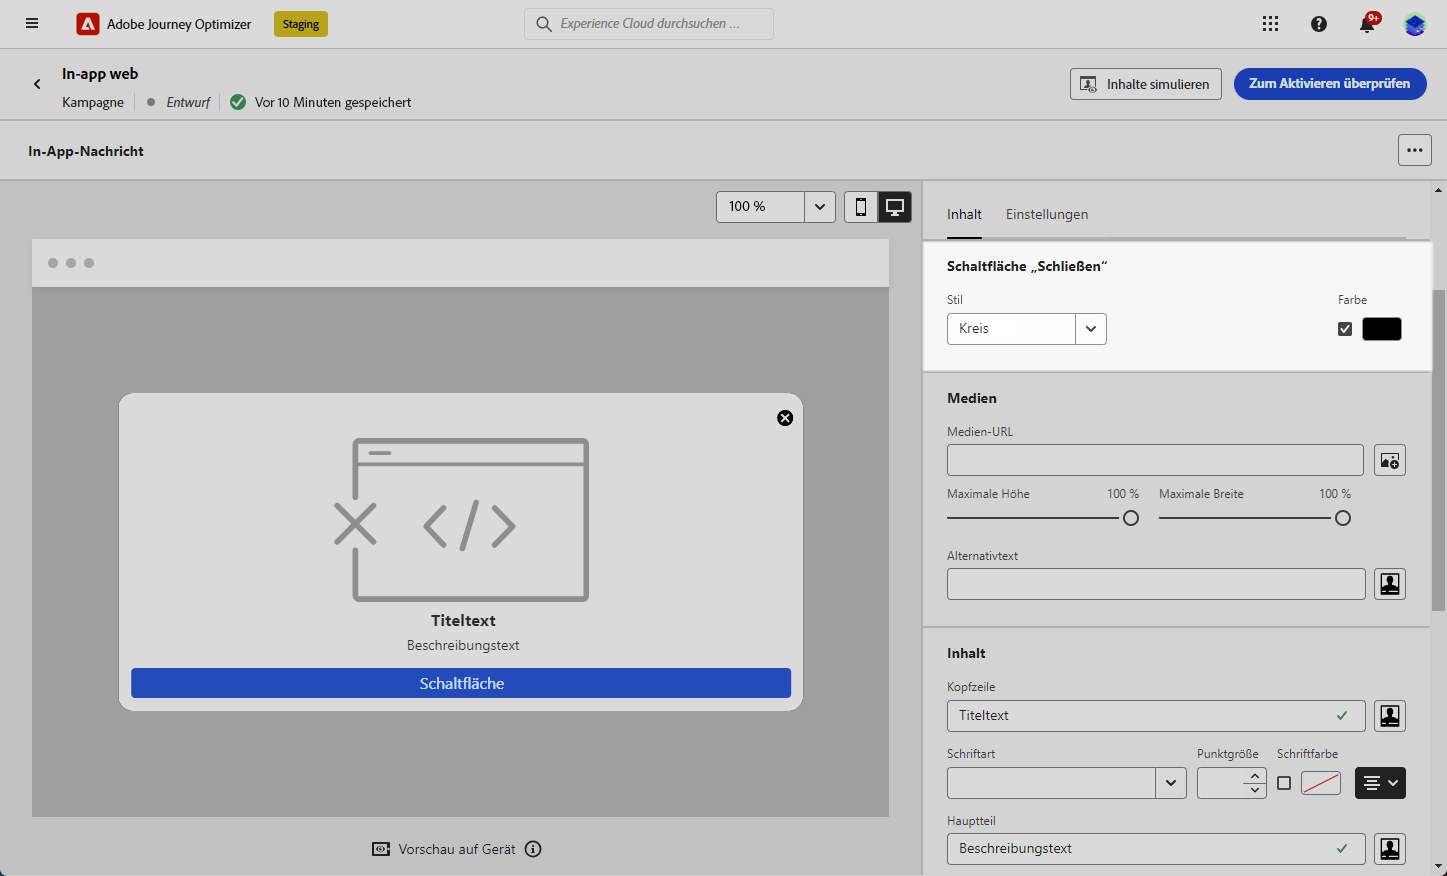 Adobe Journey Optimizer
Staging
Experience Cloud durchsuchen ...
9+
In-app web
Kampagne
Entwurf
Vor 10 Minuten gespeichert
Inhalte simulieren
Zum Aktivieren überprüfen
In-App-Nachricht
100 %
Inhalt
Einstellungen
Schaltfläche „Schließen“
Stil
Farbe
Kreis
Medien
Medien-URL
Maximale Höhe
100 %
Maximale Breite
100 %
Alternativtext
Titeltext
Beschreibungstext
Schaltfläche
Inhalt
Kopfzeile
Titeltext
Schriftart
Punktgröße
Schriftfarbe
Hauptteil
Beschreibungstext
Vorschau auf Gerät